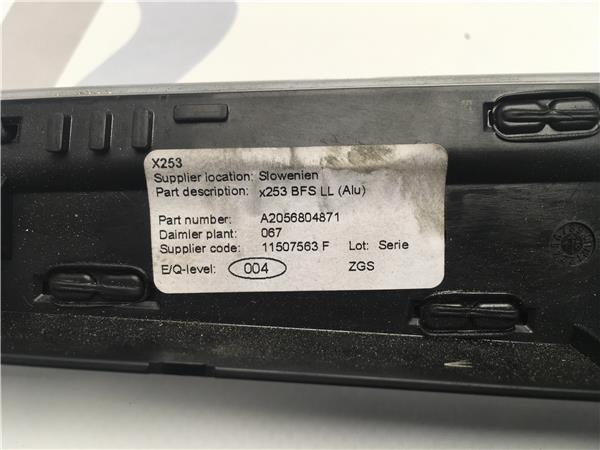 X253
Supplier location: Slowenien
Part description: x253 BFS LL (Alu)
Part number: A2056804871
Daimler plant: 067
Supplier code: 11507563 F Lot: Serie
E/Q-level: 004 ZGS